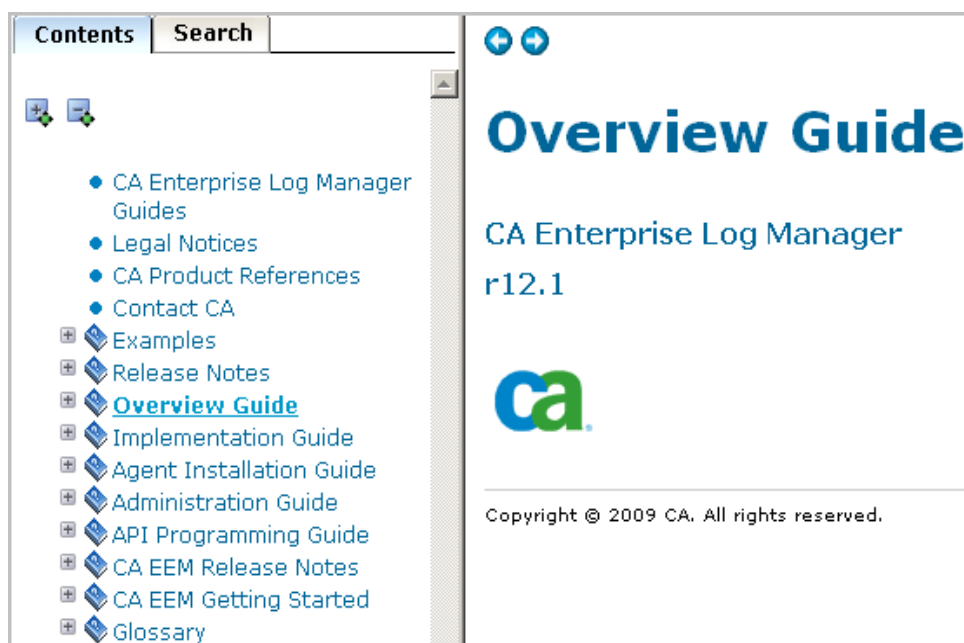 Contents
Search
CA Enterprise Log Manager
Guides
Legal Notices
CA Product References
Contact CA
Examples
Release Notes
Overview Guide
Implementation Guide
Agent Installation Guide
Administration Guide
API Programming Guide
CA EEM Release Notes
CA EEM Getting Started
Glossary
Overview Guide
CA Enterprise Log Manager
r12.1
ca
Copyright © 2009 CA. All rights reserved.